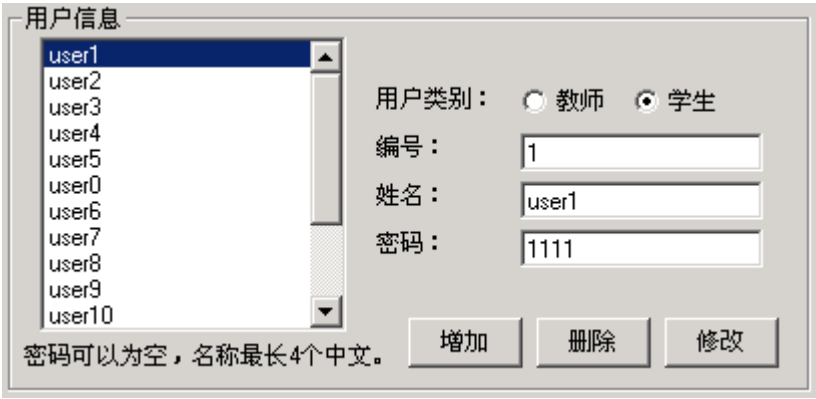 用户信息
user1
user2
user3
user4
user5
user0
user6
user7
user8
user9
user10
用户类别： 教师 学生
编号： 1
姓名： user1
密码： 1111
密码可以为空，名称最长4个中文。
增加 删除 修改